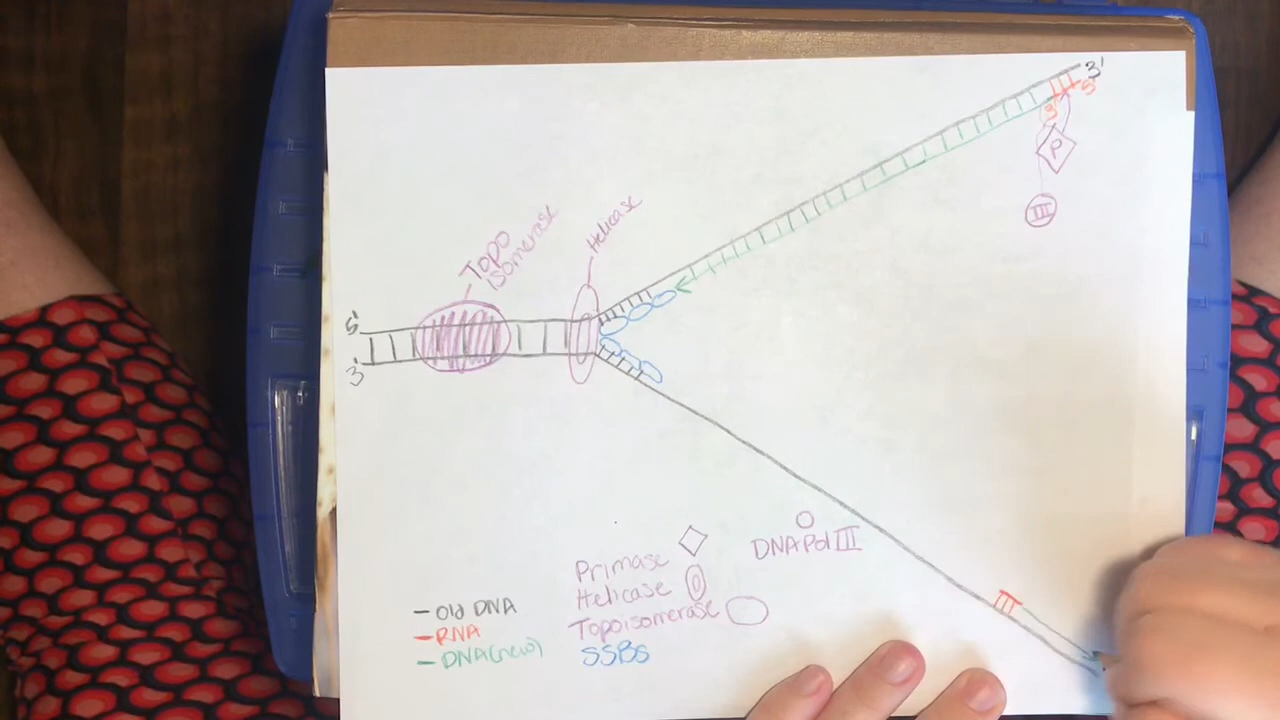 3'
5'
3'
P
III
Helicase
Topo
isomerase
5'
3'
DNA Pol III
Primase
Helicase
Topoisomerase
SSBs
- Old DNA
- RNA
- DNA(new)